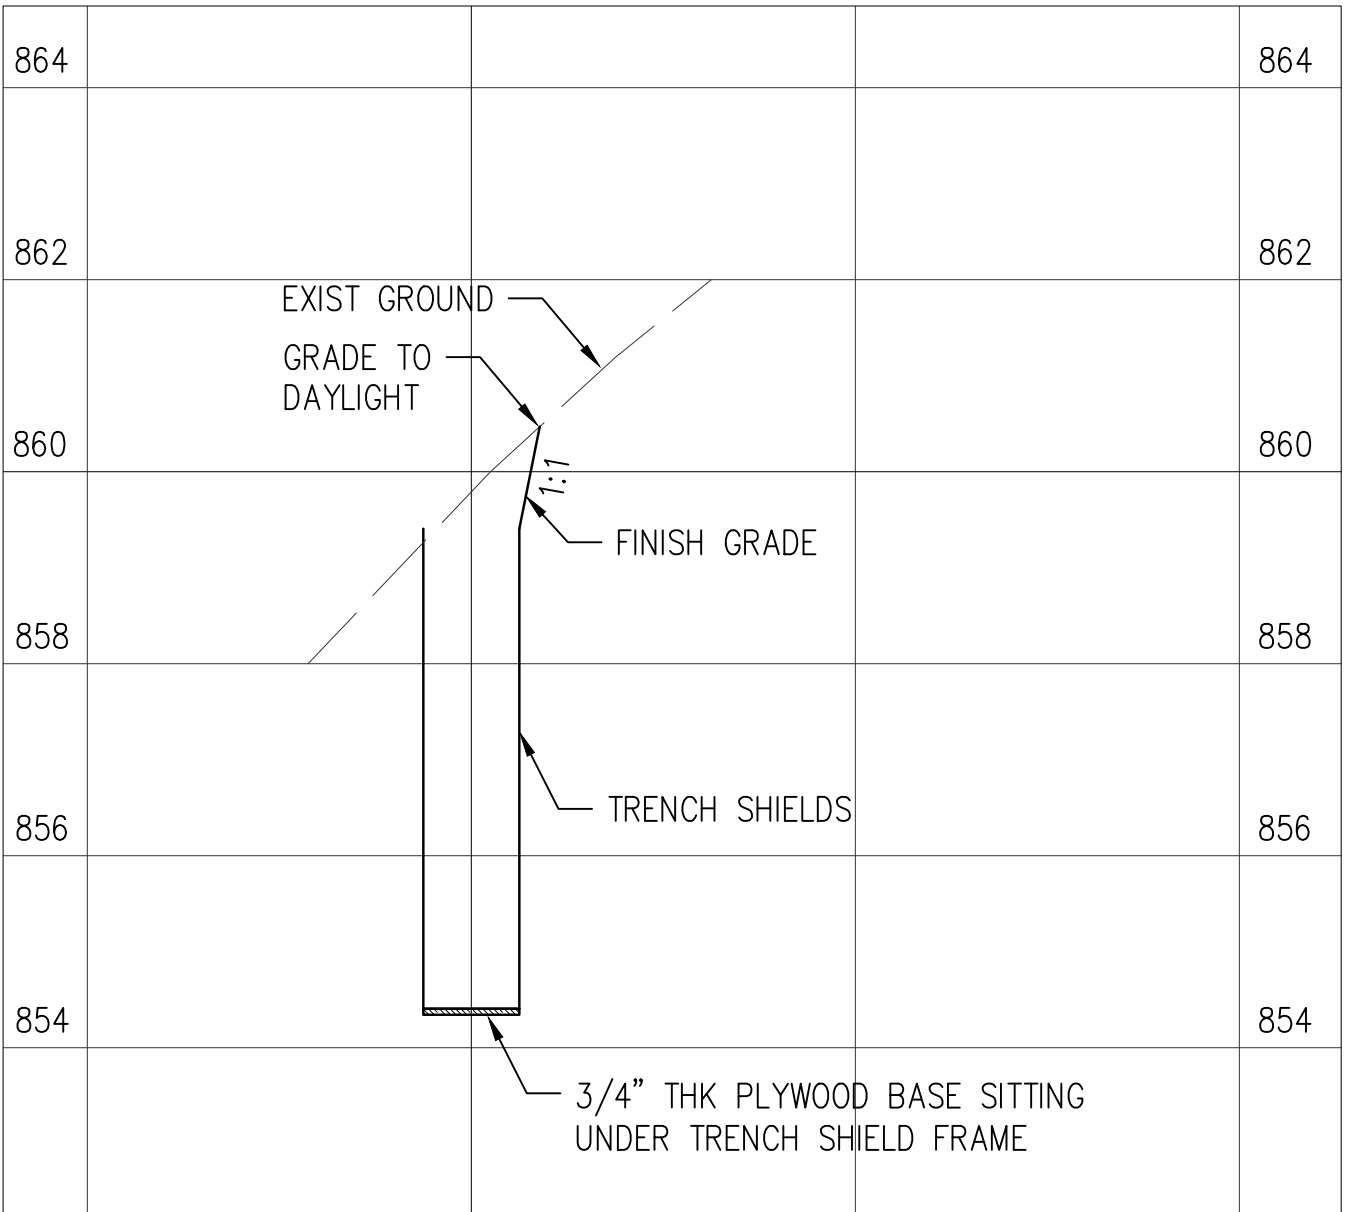 864 864
862 862
EXIST GROUND
GRADE TO
DAYLIGHT
860 860
1:1
FINISH GRADE
858 858
TRENCH SHIELDS
856 856
854 854
3/4” THK PLYWOOD BASE SITTING
UNDER TRENCH SHIELD FRAME